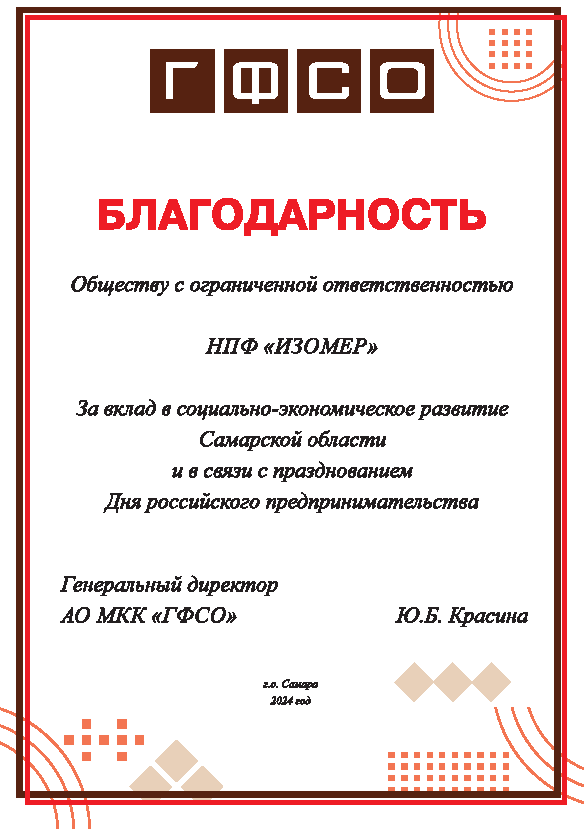 ГФСО
БЛАГОДАРНОСТЬ
Обществу с ограниченной ответственностью
НПФ «ИЗОМЕР»
За вклад в социально-экономическое развитие
Самарской области
и в связи с празднованием
Дня российского предпринимательства
Генеральный директор
АО МКК «ГФСО»
Ю.Б. Красина
г.о. Самара
2024 год